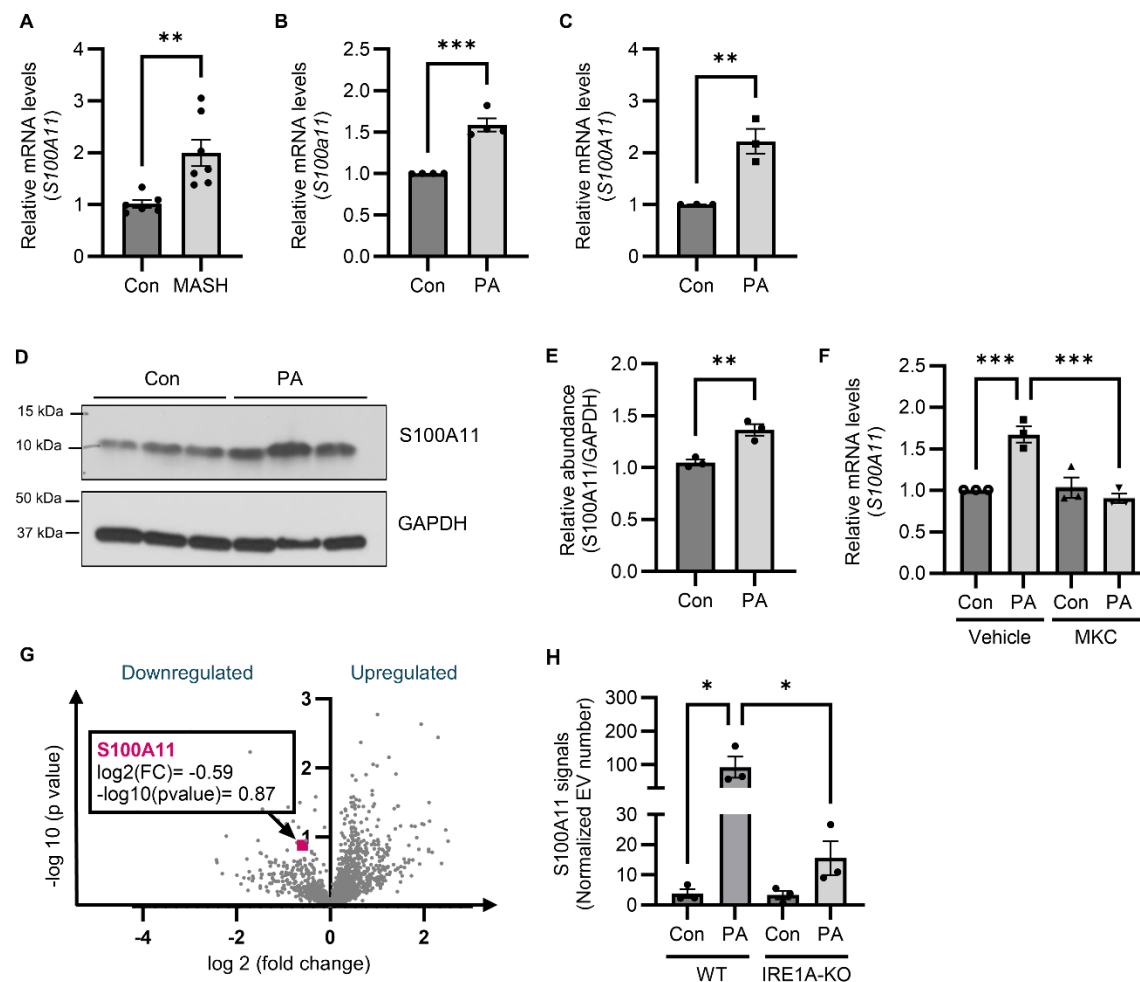 A
Relative mRNA levels
(S100A11)
4
3
2
1
0
**
Con
MASH
B
Relative mRNA levels
(S100a11)
2.5
2.0
1.5
1.0
0.5
0.0
***
Con
PA
C
Relative mRNA levels
(S100A11)
4
3
2
1
0
**
Con
PA
D
Con
PA
15 kDa
10 kDa
S100A11
50 kDa
37 kDa
GAPDH
E
Relative abundance
(S100A11/GAPDH)
2.0
1.5
1.0
0.5
0.0
**
Con
PA
F
Relative mRNA levels
(S100A11)
2.5
2.0
1.5
1.0
0.5
0.0
***
***
Con
PA
Con
PA
Vehicle
MKC
G
Downregulated
Upregulated
-log 10 (p value)
3
2
1
S100A11
log2(FC)= -0.59
-log10(pvalue)= 0.87
-4
-2
0
2
log 2 (fold change)
H
S100A11 signals
(Normalized EV number)
300
200
100
30
20
10
0
*
*
Con
PA
Con
PA
WT
IRE1A-KO